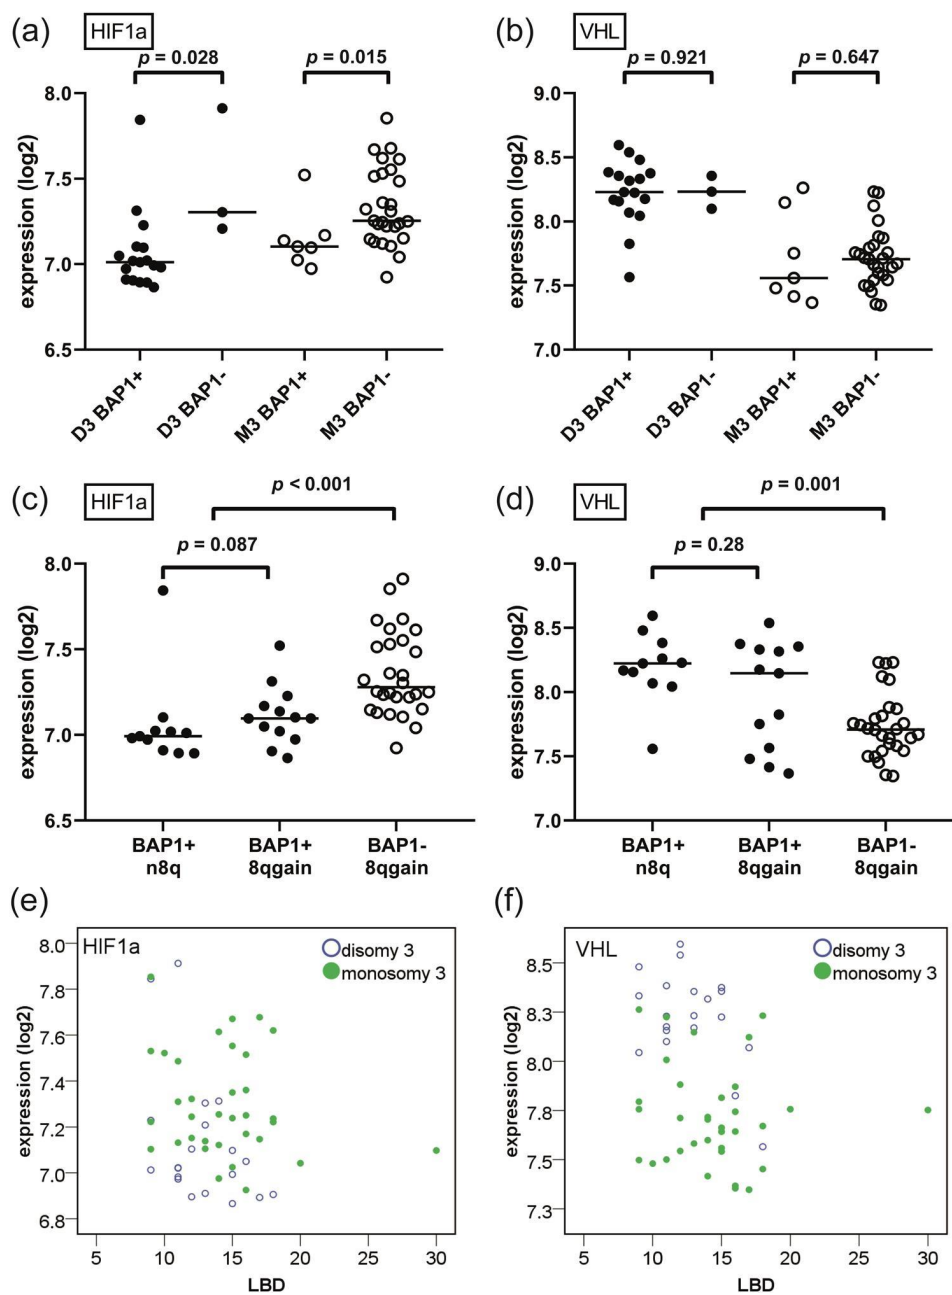 (a) HIF1a
p = 0.028 p = 0.015
8.0
7.5
7.0
6.5
expression (log2)
D3 BAP1+ D3 BAP1- M3 BAP1+ M3 BAP1-
(b) VHL
p = 0.921 p = 0.647
9.0
8.5
8.0
7.5
7.0
expression (log2)
D3 BAP1+ D3 BAP1- M3 BAP1+ M3 BAP1-
(c) HIF1a
p < 0.001
p = 0.087
8.0
7.5
7.0
6.5
expression (log2)
BAP1+ BAP1+ BAP1-
n8q 8qgain 8qgain
(d) VHL
p = 0.001
p = 0.28
9.0
8.5
8.0
7.5
7.0
expression (log2)
BAP1+ BAP1+ BAP1-
n8q 8qgain 8qgain
(e)
HIF1a
disomy 3
monosomy 3
8.0
7.8
7.6
7.4
7.2
7.0
6.8
expression (log2)
5 10 15 20 25 30
LBD
(f)
VHL
disomy 3
monosomy 3
8.5
8.3
8.0
7.8
7.5
7.3
expression (log2)
5 10 15 20 25 30
LBD